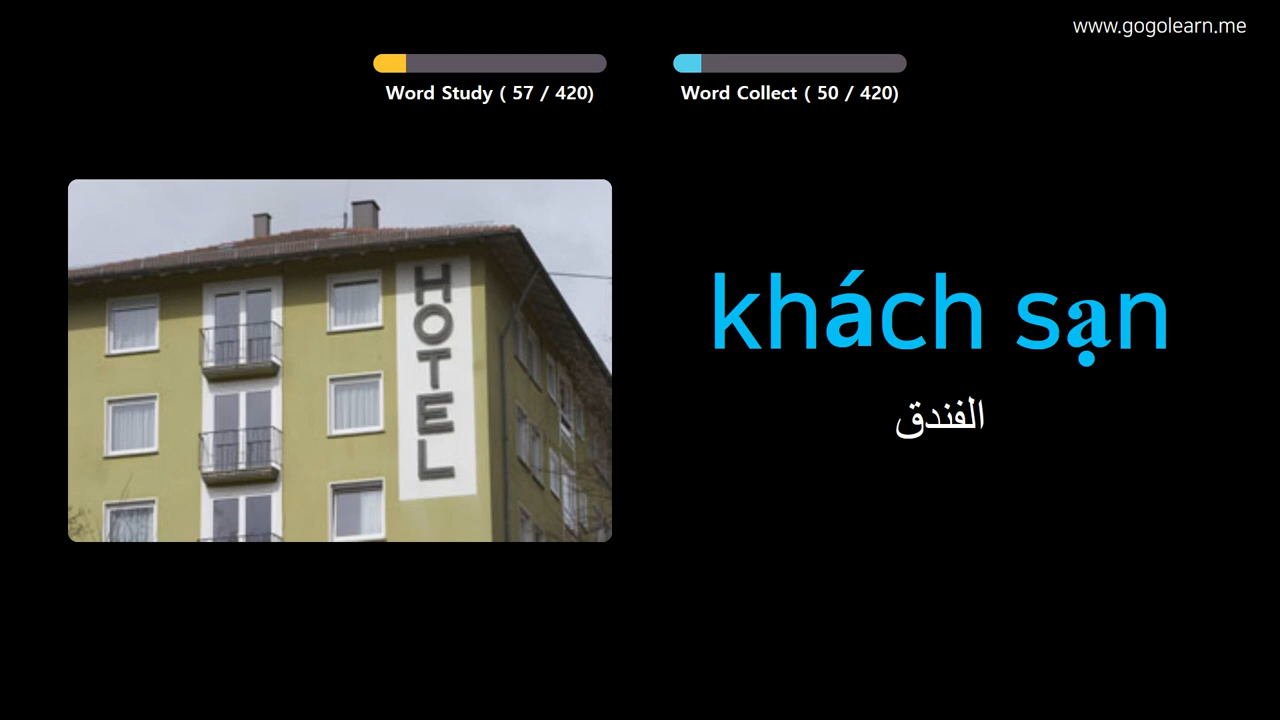 www.gogolearn.me
Word Study ( 57 / 420)
Word Collect ( 50 / 420)
HOTEL
khách sạn
الفندق